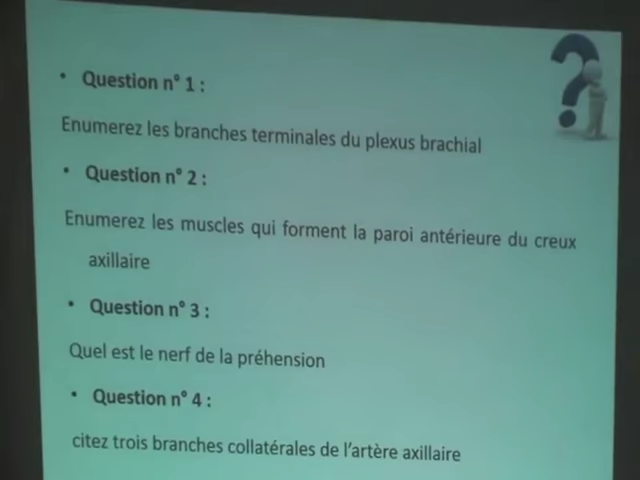 • Question n° 1 :
Enumerez les branches terminales du plexus brachial
• Question n° 2 :
Enumerez les muscles qui forment la paroi antérieure du creux
axillaire
• Question n° 3 :
Quel est le nerf de la préhension
• Question n° 4 :
citez trois branches collatérales de l'artère axillaire